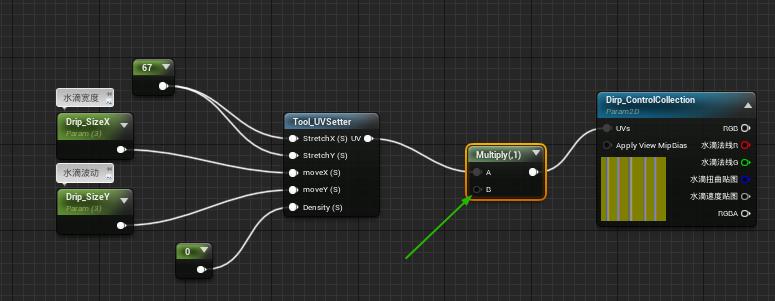 67
水滴宽度
Drip_SizeX
Param (3)
水滴波动
Drip_SizeY
Param (3)
0
Tool_UVSetter
StretchX (S) UV
StretchY (S)
moveX (S)
moveY (S)
Density (S)
Multiply(,1)
A
B
Dirp_ControlCollection
Param2D
UVs
RGB
Apply View MipBias
水滴法线R
水滴法线G
水滴扭曲贴图
水滴速度贴图
RGBA